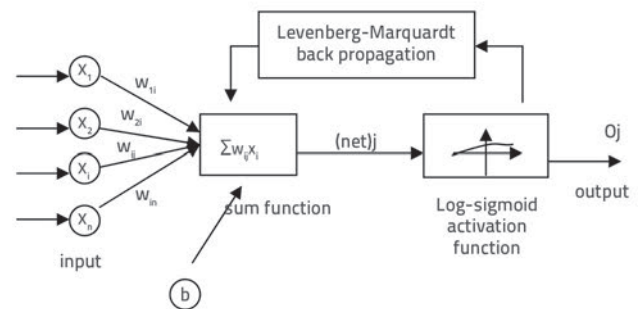 Levenberg-Marquardt
back propagation
X1
W1i
X2
W2i
Wij
Xi
Win
Xn
input
∑wijxi
sum function
(net)j
Log-sigmoid
activation
function
Oj
output
b